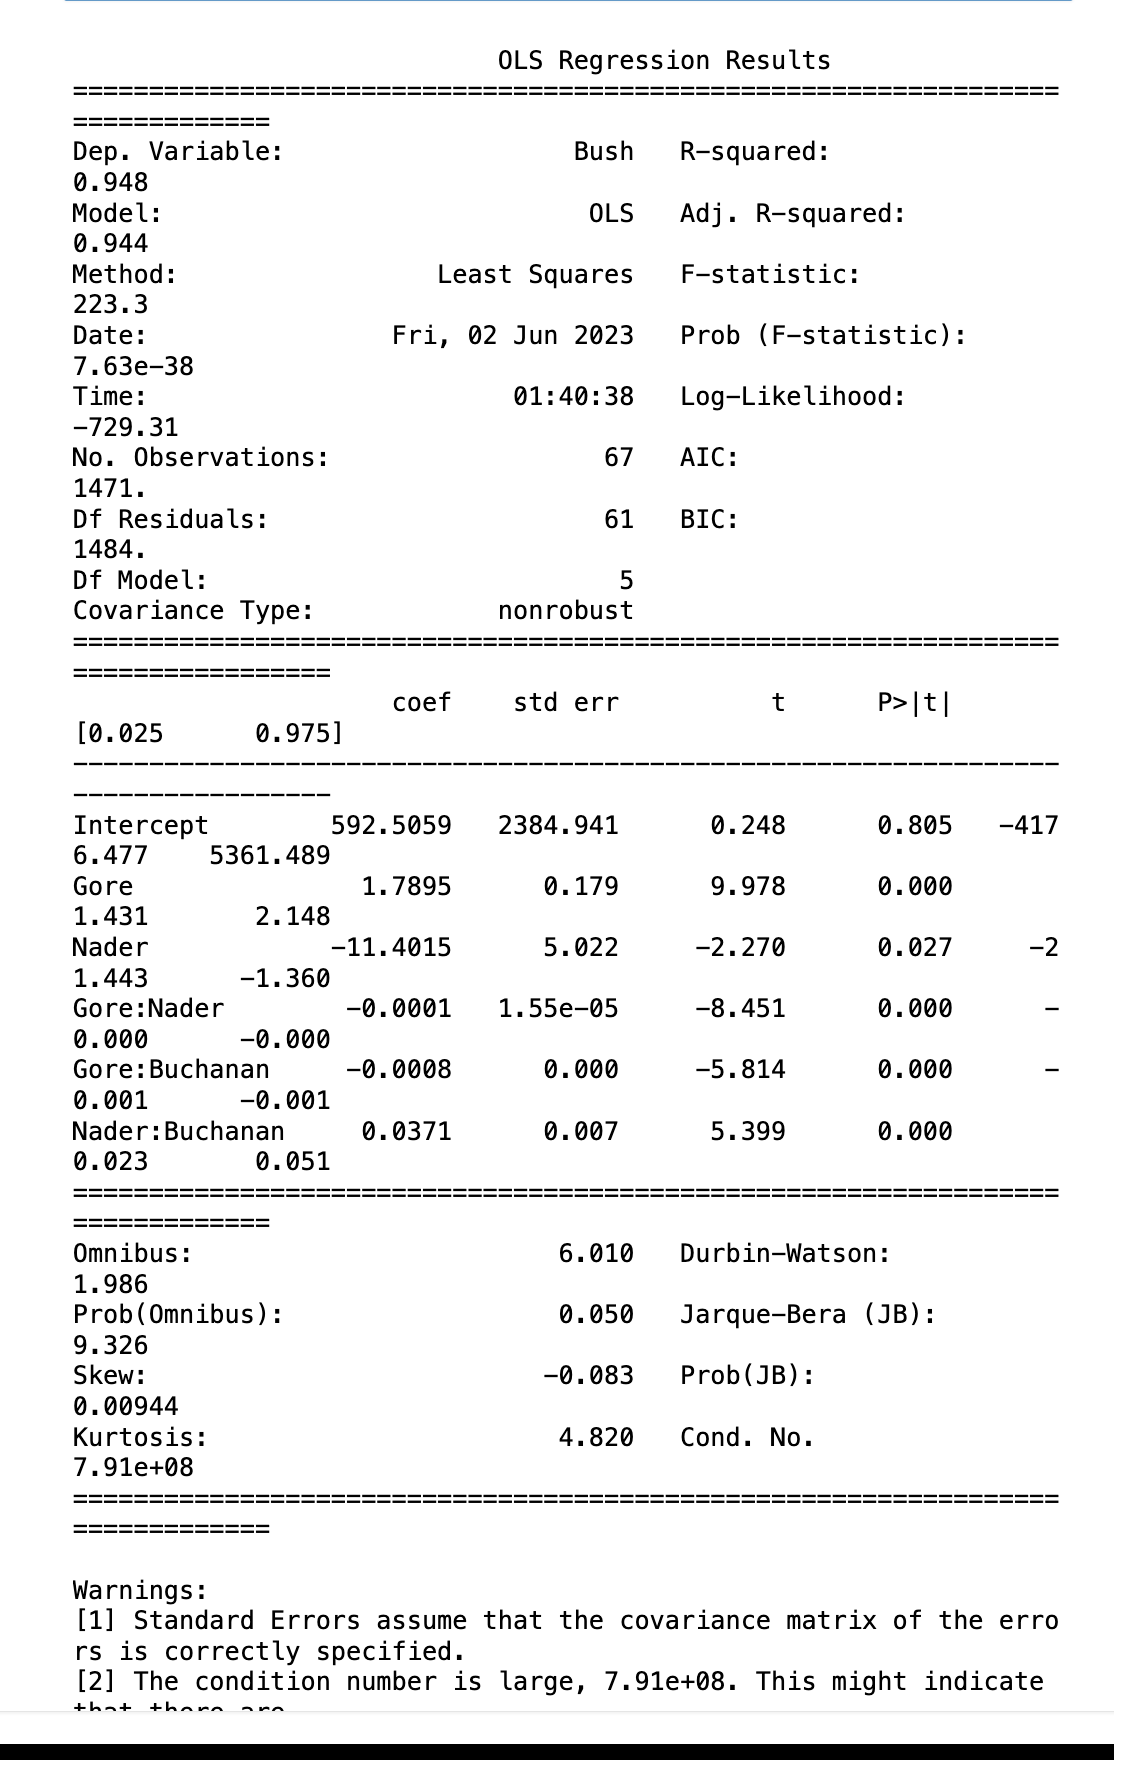 OLS Regression Results
=================================================================
=============
Dep. Variable: Bush R-squared:
0.948
Model: OLS Adj. R-squared:
0.944
Method: Least Squares F-statistic:
223.3
Date: Fri, 02 Jun 2023 Prob (F-statistic):
7.63e-38
Time: 01:40:38 Log-Likelihood:
-729.31
No. Observations: 67 AIC:
1471.
Df Residuals: 61 BIC:
1484.
Df Model: 5
Covariance Type: nonrobust
=================================================================
=================
coef std err t P>|t|
[0.025 0.975]
-----------------------------------------------------------------
-----------------
Intercept 592.5059 2384.941 0.248 0.805 -417
6.477 5361.489
Gore 1.7895 0.179 9.978 0.000
1.431 2.148
Nader -11.4015 5.022 -2.270 0.027 -2
1.443 -1.360
Gore:Nader -0.0001 1.55e-05 -8.451 0.000 -
0.000 -0.000
Gore:Buchanan -0.0008 0.000 -5.814 0.000 -
0.001 -0.001
Nader:Buchanan 0.0371 0.007 5.399 0.000
0.023 0.051
=================================================================
=============
Omnibus: 6.010 Durbin-Watson:
1.986
Prob(Omnibus): 0.050 Jarque-Bera (JB):
9.326
Skew: -0.083 Prob(JB):
0.00944
Kurtosis: 4.820 Cond. No.
7.91e+08
=================================================================
=============
Warnings:
[1] Standard Errors assume that the covariance matrix of the erro
rs is correctly specified.
[2] The condition number is large, 7.91e+08. This might indicate
that there are